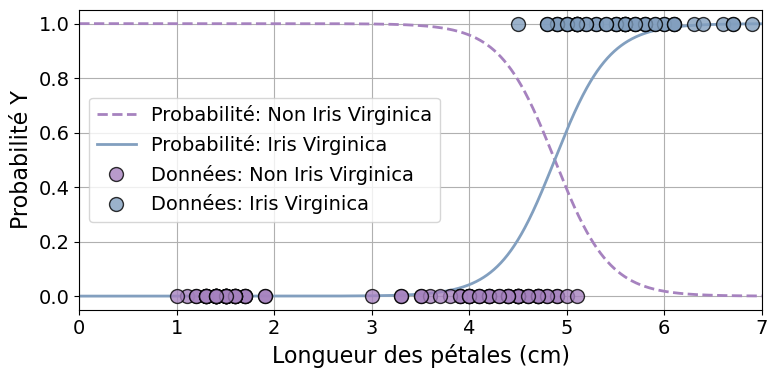 Probabilité Y
1.0
0.8
0.6
0.4
0.2
0.0
Probabilité: Non Iris Virginica
Probabilité: Iris Virginica
Données: Non Iris Virginica
Données: Iris Virginica
0 1 2 3 4 5 6 7
Longueur des pétales (cm)